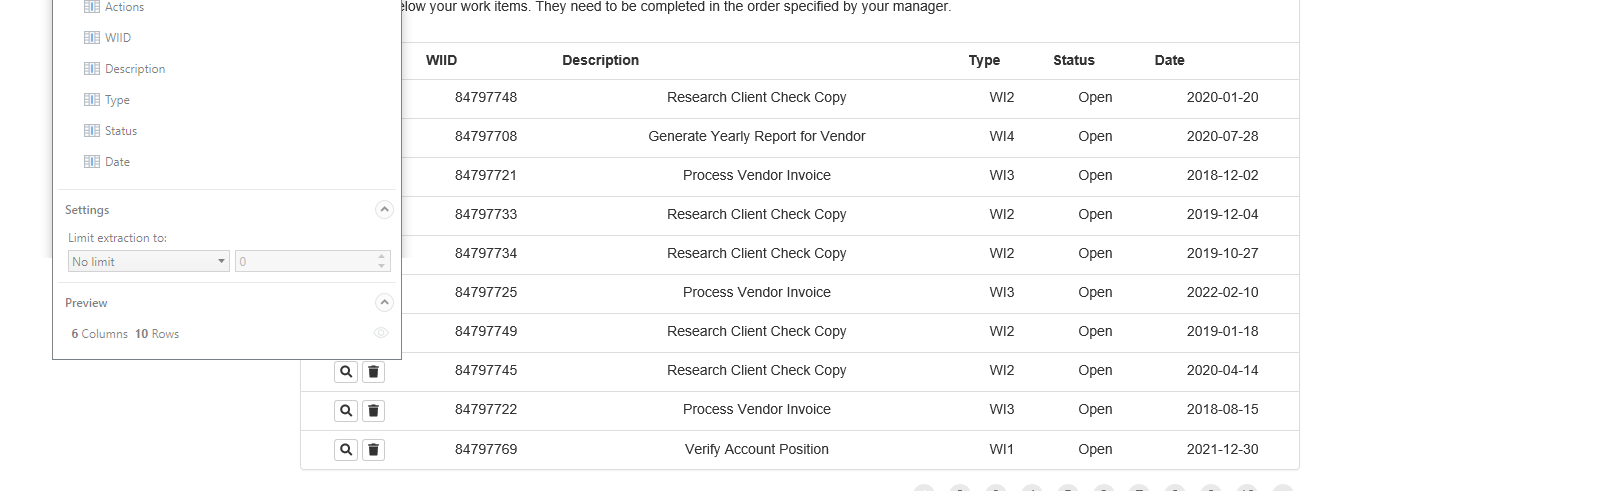 Actions
WIID
Description
Type
Status
Date
Settings
Limit extraction to:
No limit 0
Preview
6 Columns 10 Rows
your work items. They need to be completed in the order specified by your manager.
WIID Description Type Status Date
84797748 Research Client Check Copy WI2 Open 2020-01-20
84797708 Generate Yearly Report for Vendor WI4 Open 2020-07-28
84797721 Process Vendor Invoice WI3 Open 2018-12-02
84797733 Research Client Check Copy WI2 Open 2019-12-04
84797734 Research Client Check Copy WI2 Open 2019-10-27
84797725 Process Vendor Invoice WI3 Open 2022-02-10
84797749 Research Client Check Copy WI2 Open 2019-01-18
84797745 Research Client Check Copy WI2 Open 2020-04-14
84797722 Process Vendor Invoice WI3 Open 2018-08-15
84797769 Verify Account Position WI1 Open 2021-12-30